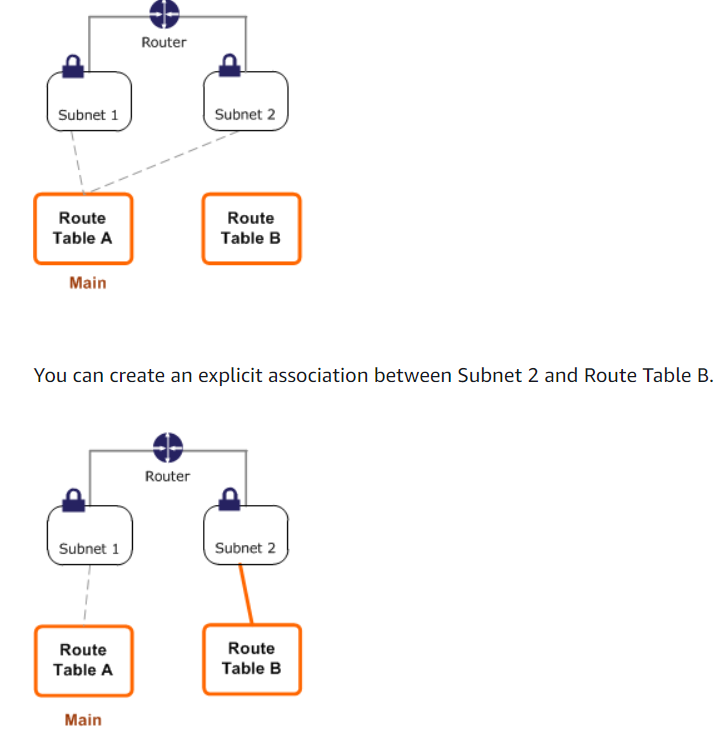 Router
Subnet 1
Subnet 2
Route
Table A
Route
Table B
Main
You can create an explicit association between Subnet 2 and Route Table B.
Router
Subnet 1
Subnet 2
Route
Table A
Route
Table B
Main